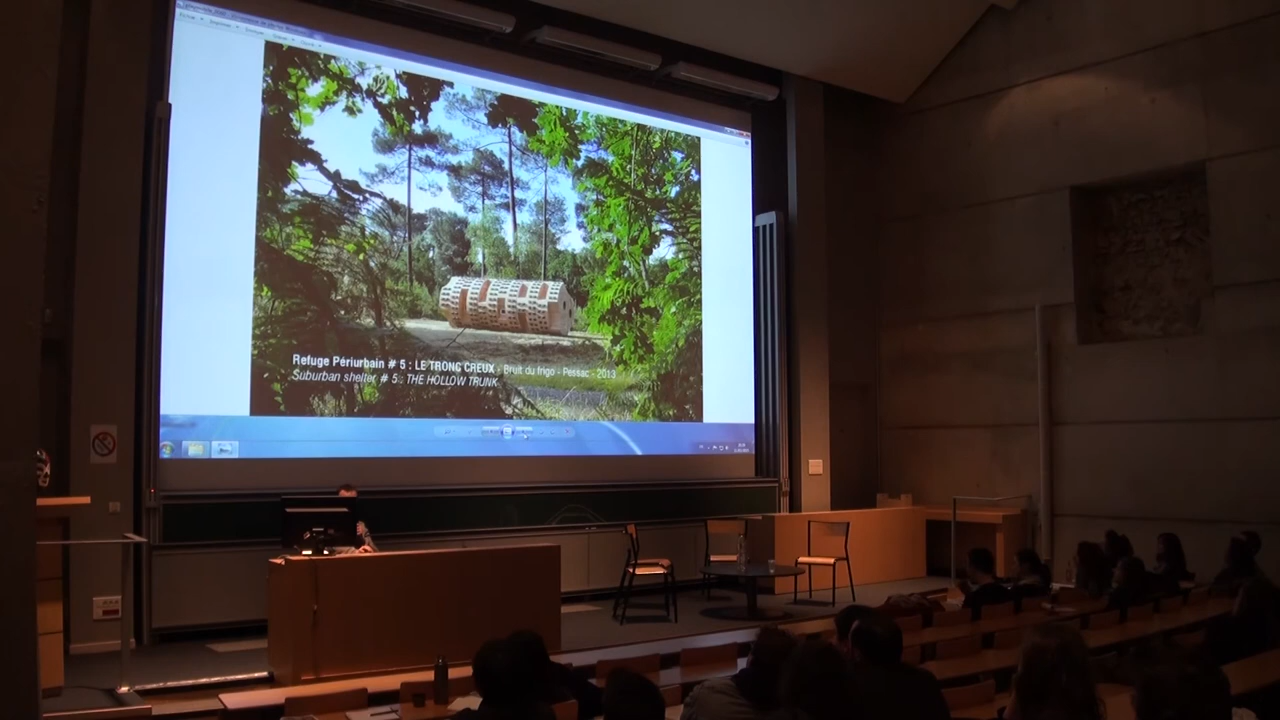 Refuge Périurbain # 5 : LE TRONC CREUX - Bruit du frigo - Pessac - 2013
Suburban shelter # 5 : THE HOLLOW TRUNK